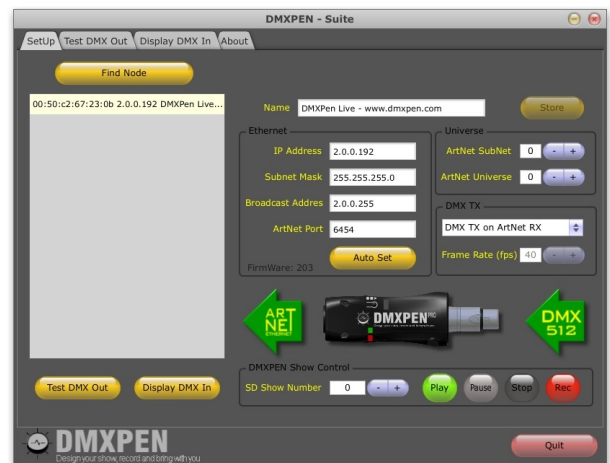 DMXPEN - Suite
SetUp Test DMX Out Display DMX In About
Find Node
00:50:c2:67:23:0b 2.0.0.192 DMXPen Live...
Name DMXPen Live - www.dmxpen.com Store
Ethernet
IP Address 2.0.0.192
Subnet Mask 255.255.255.0
Broadcast Addres 2.0.0.255
ArtNet Port 6454
FirmWare: 203 Auto Set
Universe
ArtNet SubNet 0 - +
ArtNet Universe 0 - +
DMX TX
DMX TX on ArtNet RX
Frame Rate (fps) 40 - +
ART
NET
ETHERNET
DMXPEN PRO
DMX
512
Test DMX Out Display DMX In
DMXPEN Show Control
SD Show Number 0 - + Play Pause Stop Rec
DMXPEN
Design your show, record and bring with you
Quit